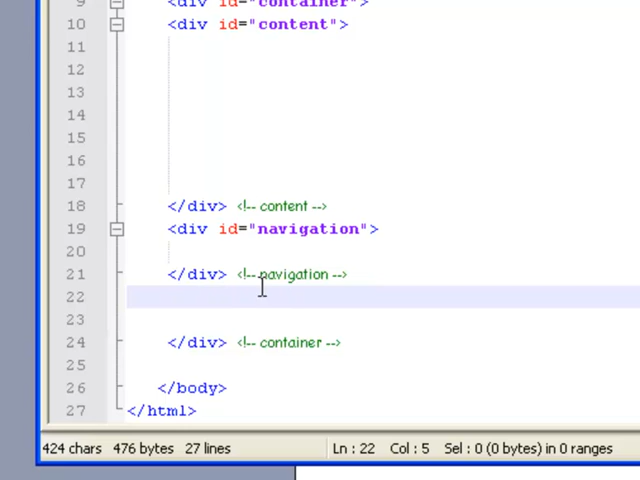 9 <div id="container">
10 <div id="content">
11
12
13
14
15
16
17
18 </div> <!-- content -->
19 <div id="navigation">
20
21 </div> <!-- navigation -->
22
23
24 </div> <!-- container -->
25
26 </body>
27 </html>
424 chars 476 bytes 27 lines Ln : 22 Col : 5 Sel : 0 (0 bytes) in 0 ranges